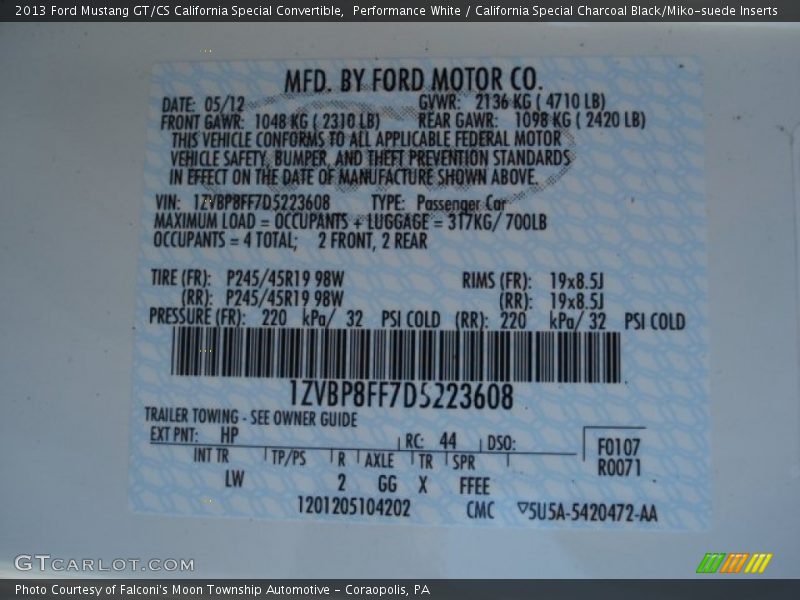 2013 Ford Mustang GT/CS California Special Convertible, Performance White / California Special Charcoal Black/Miko-suede Inserts
MFD. BY FORD MOTOR CO.
DATE: 05/12 GVWR: 2136 KG ( 4710 LB)
FRONT GAWR: 1048 KG ( 2310 LB) REAR GAWR: 1098 KG ( 2420 LB)
THIS VEHICLE CONFORMS TO ALL APPLICABLE FEDERAL MOTOR
VEHICLE SAFETY, BUMPER, AND THEFT PREVENTION STANDARDS
IN EFFECT ON THE DATE OF MANUFACTURE SHOWN ABOVE.
VIN: 1ZVBP8FF7D5223608 TYPE: Passenger Car
MAXIMUM LOAD = OCCUPANTS + LUGGAGE = 317KG/ 700LB
OCCUPANTS = 4 TOTAL; 2 FRONT, 2 REAR
TIRE (FR): P245/45R19 98W RIMS (FR): 19x8.5J
(RR): P245/45R19 98W (RR): 19x8.5J
PRESSURE (FR): 220 kPa/ 32 PSI COLD (RR): 220 kPa/ 32 PSI COLD
1ZVBP8FF7D5223608
TRAILER TOWING - SEE OWNER GUIDE
EXT PNT: HP RC: 44 DSO: F0107
R0071
INT TR TP/PS R AXLE TR SPR
LW 2 GG X FFEE
1201205104202 CMC ▽5U5A-5420472-AA
GTCARLOT.COM
Photo Courtesy of Falconi's Moon Township Automotive - Coraopolis, PA